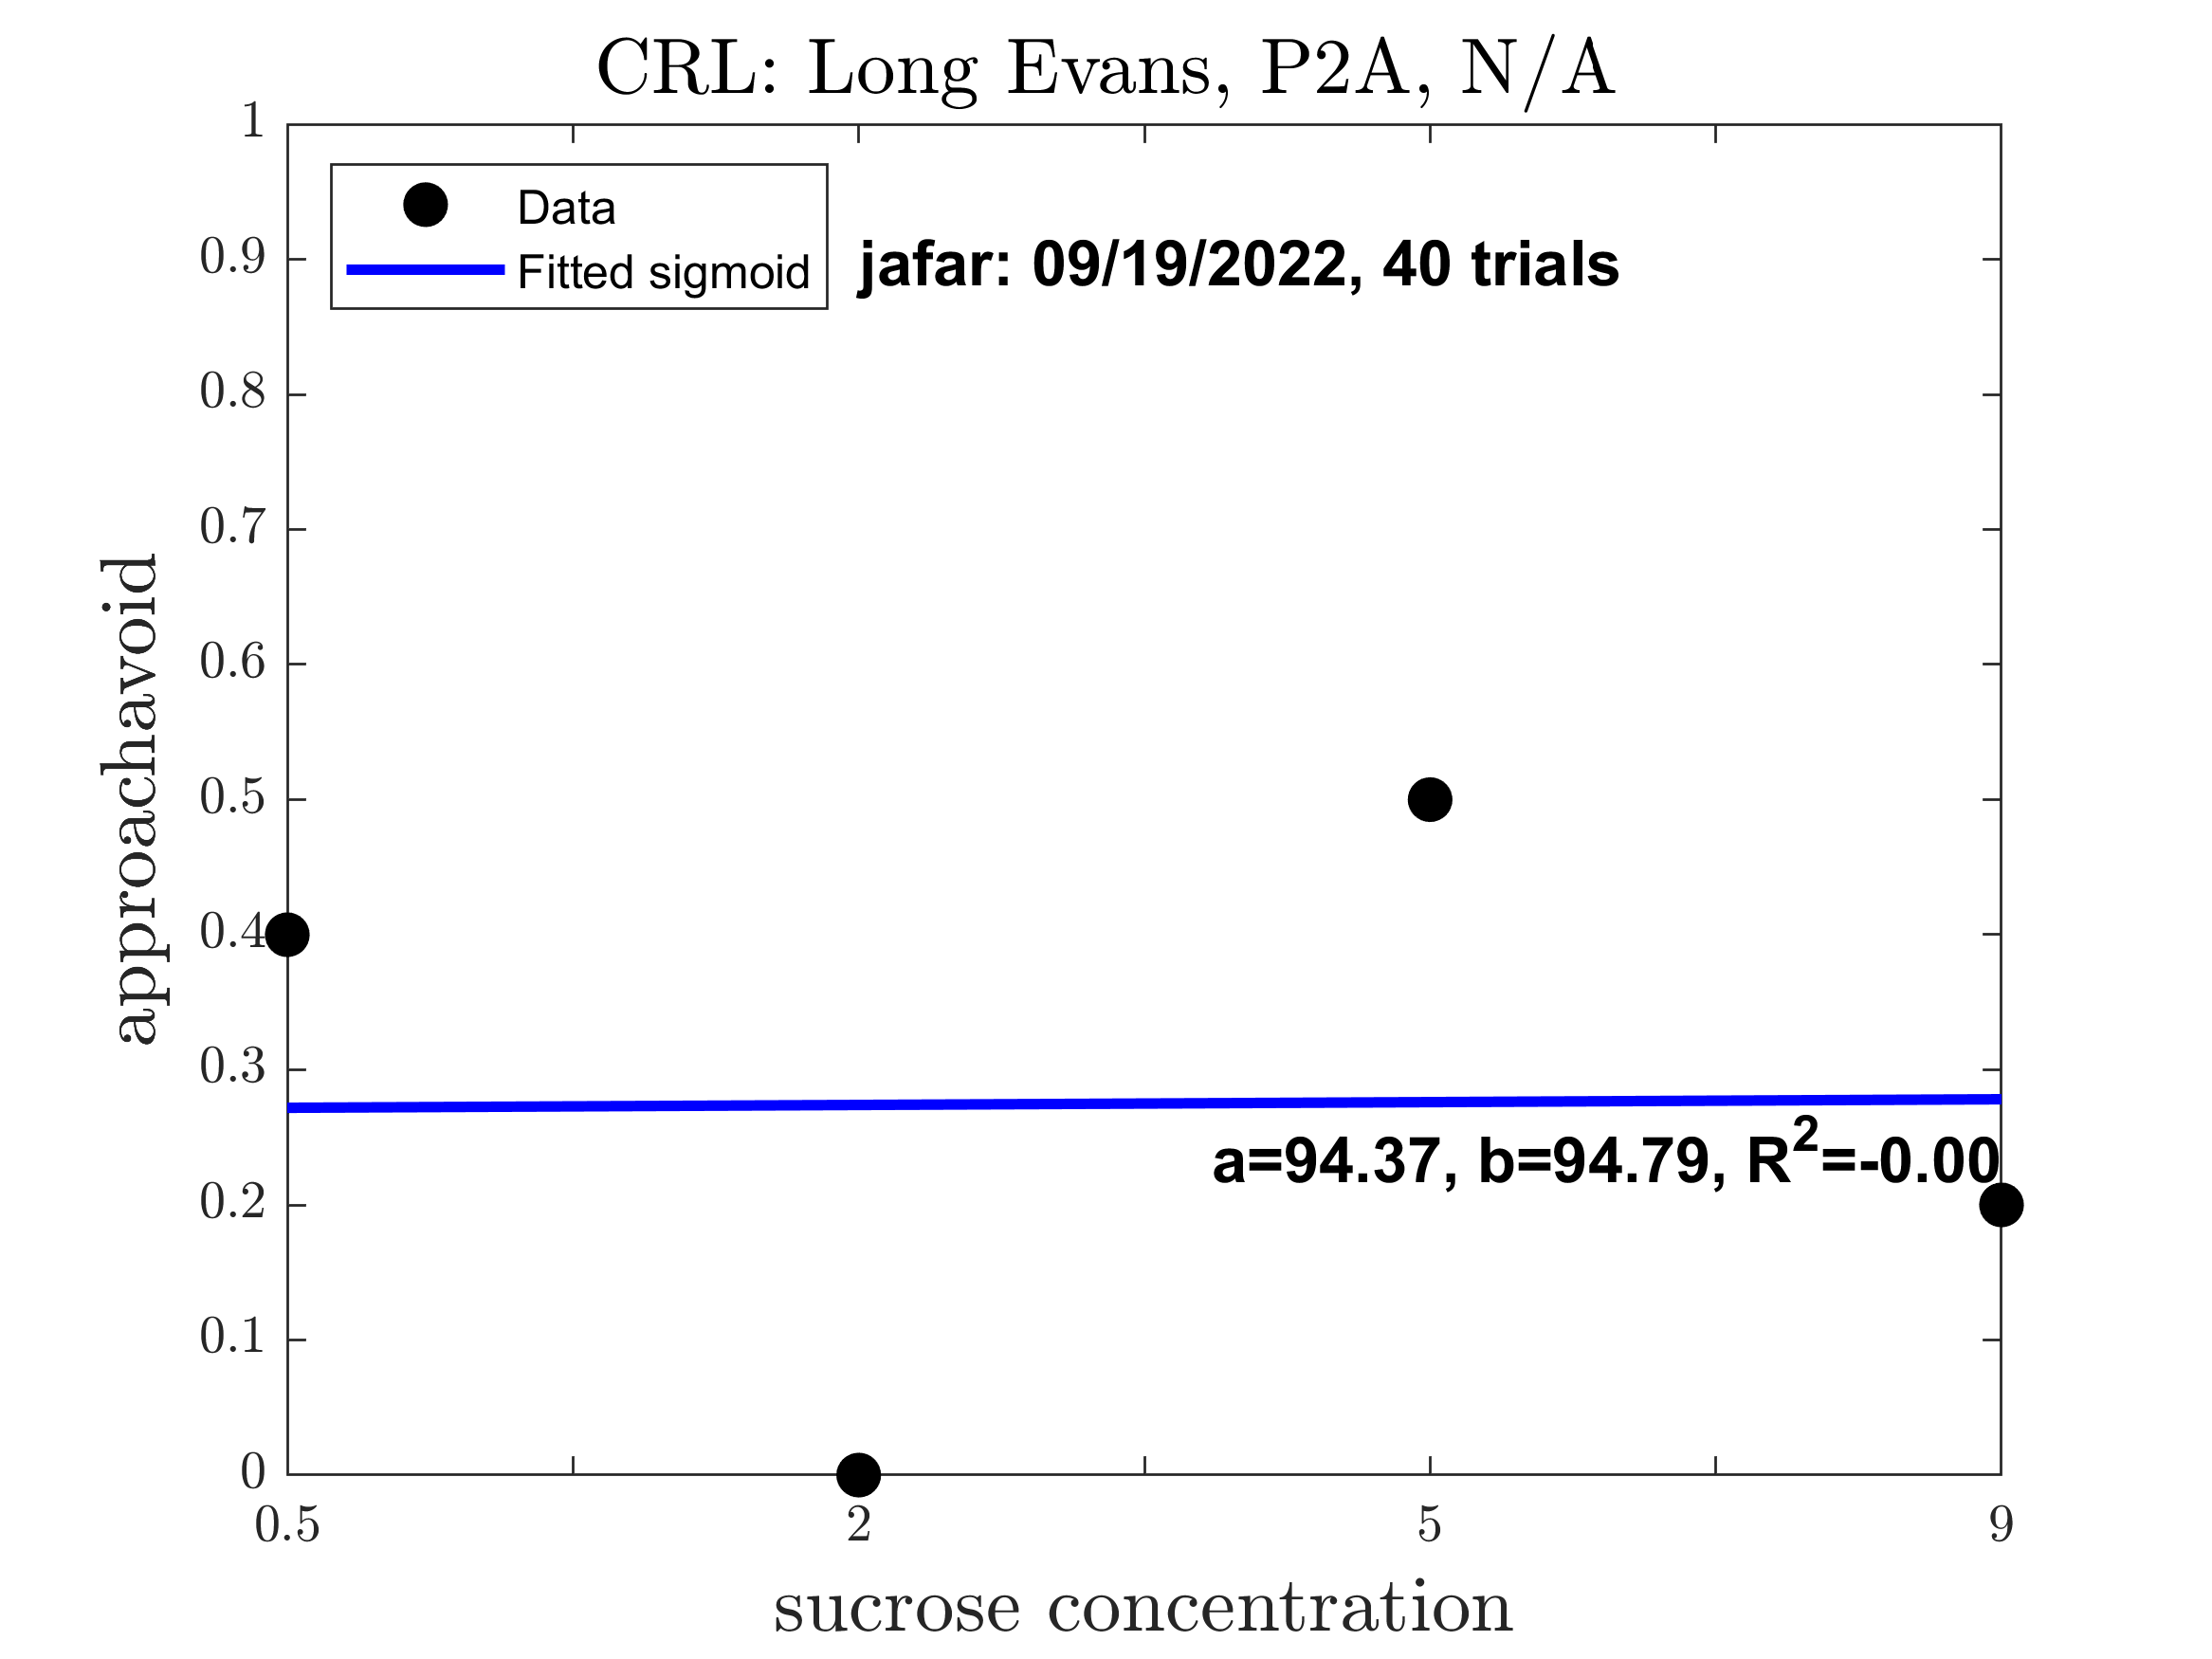 CRL: Long Evans, P2A, N/A
1
Data
Fitted sigmoid
jafar: 09/19/2022, 40 trials
0.9
0.8
0.7
0.6
0.5
0.4
0.3
0.2
0.1
0
approachavoid
a=94.37, b=94.79, R²=-0.00
0.5 2 5 9
sucrose concentration